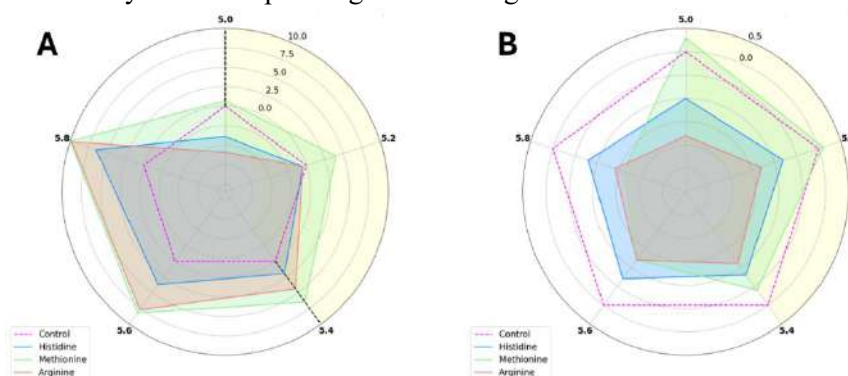 A
5.0
10.0
7.5
5.0
2.5
0.0
5.2
5.4
5.6
5.8
Control
Histidine
Methionine
Arginine
B
5.0
0.5
0.0
5.4
5.6
5.8
Control
Histidine
Methionine
Arginine